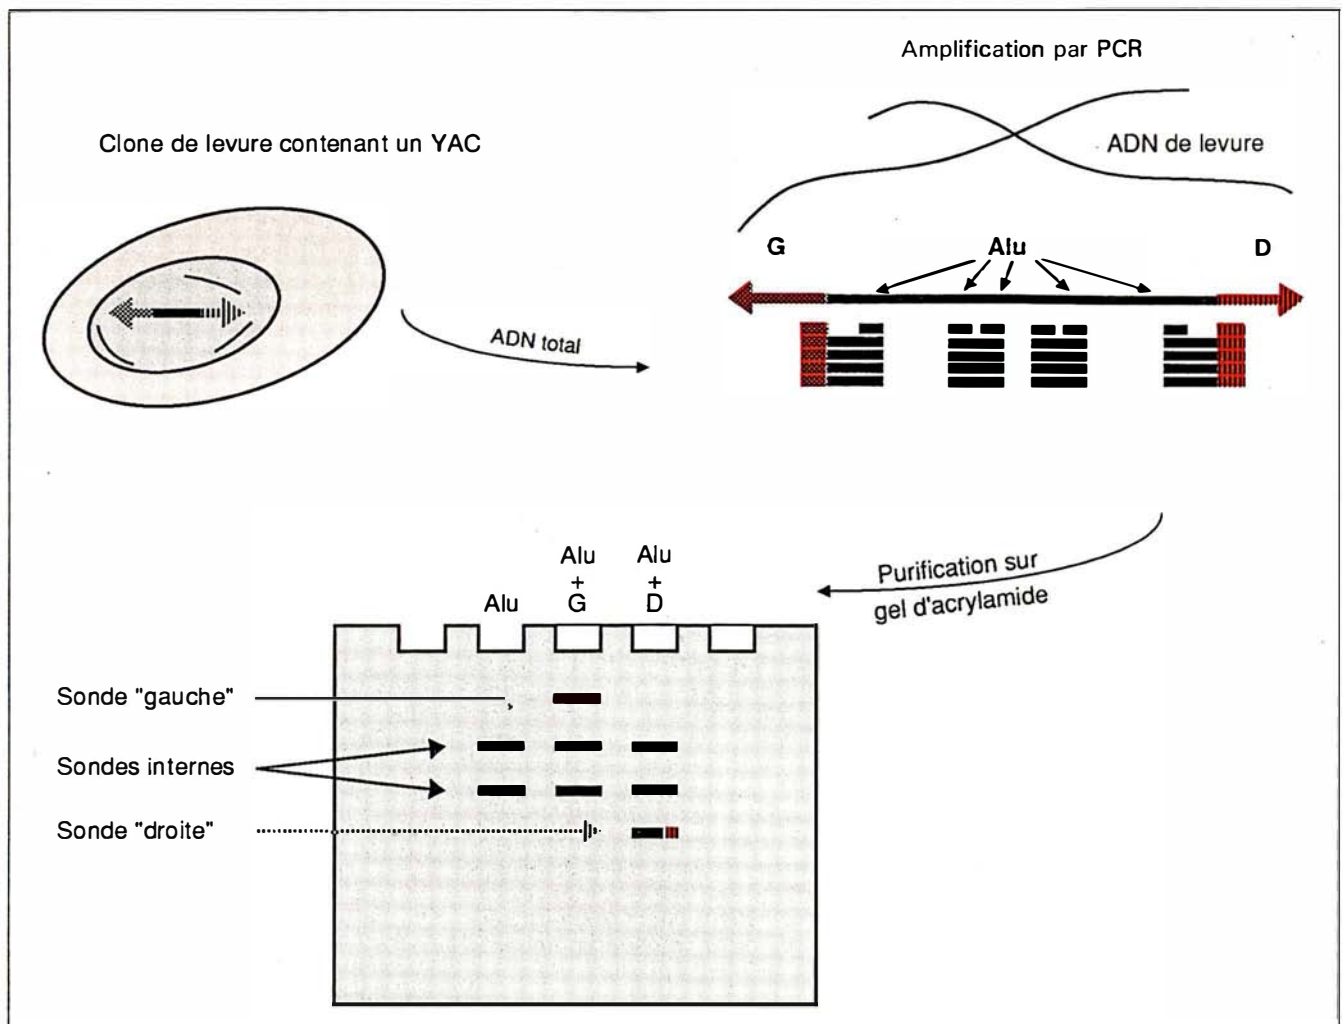 Amplification par PCR
Clone de levure contenant un YAC
ADN de levure
G
Alu
D
ADN total
Purification sur
gel d'acrylamide
Alu
Alu
+
G
Alu
+
D
Sonde "gauche"
Sondes internes
Sonde "droite"